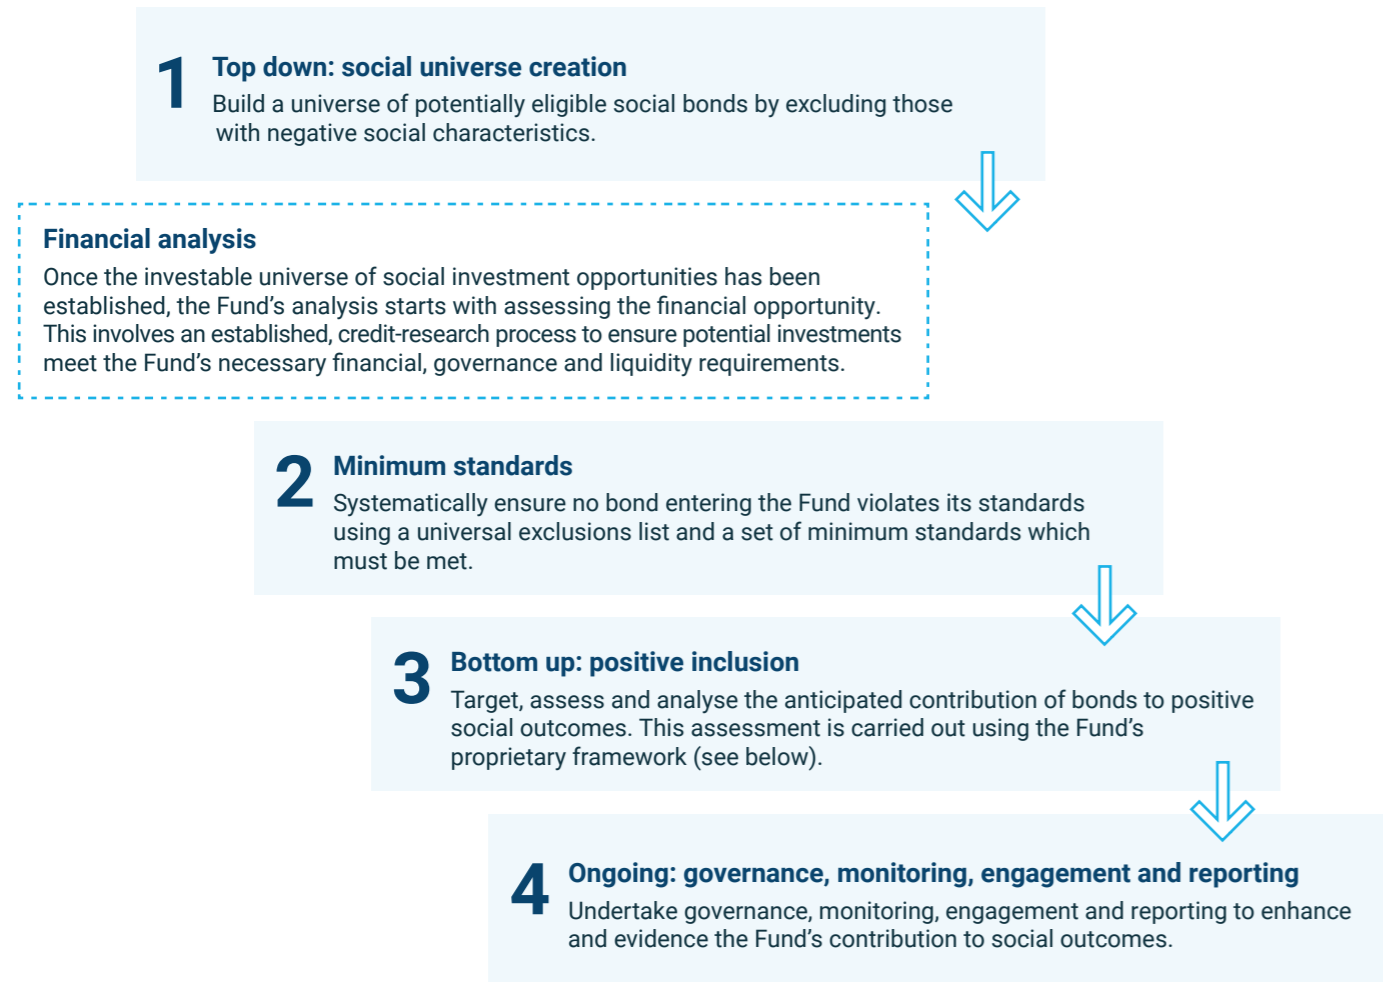 1
Top down: social universe creation
Build a universe of potentially eligible social bonds by excluding those
with negative social characteristics.
Financial analysis
Once the investable universe of social investment opportunities has been
established, the Fund’s analysis starts with assessing the financial opportunity.
This involves an established, credit-research process to ensure potential investments
meet the Fund’s necessary financial, governance and liquidity requirements.
2
Minimum standards
Systematically ensure no bond entering the Fund violates its standards
using a universal exclusions list and a set of minimum standards which
must be met.
3
Bottom up: positive inclusion
Target, assess and analyse the anticipated contribution of bonds to positive
social outcomes. This assessment is carried out using the Fund’s
proprietary framework (see below).
4
Ongoing: governance, monitoring, engagement and reporting
Undertake governance, monitoring, engagement and reporting to enhance
and evidence the Fund’s contribution to social outcomes.